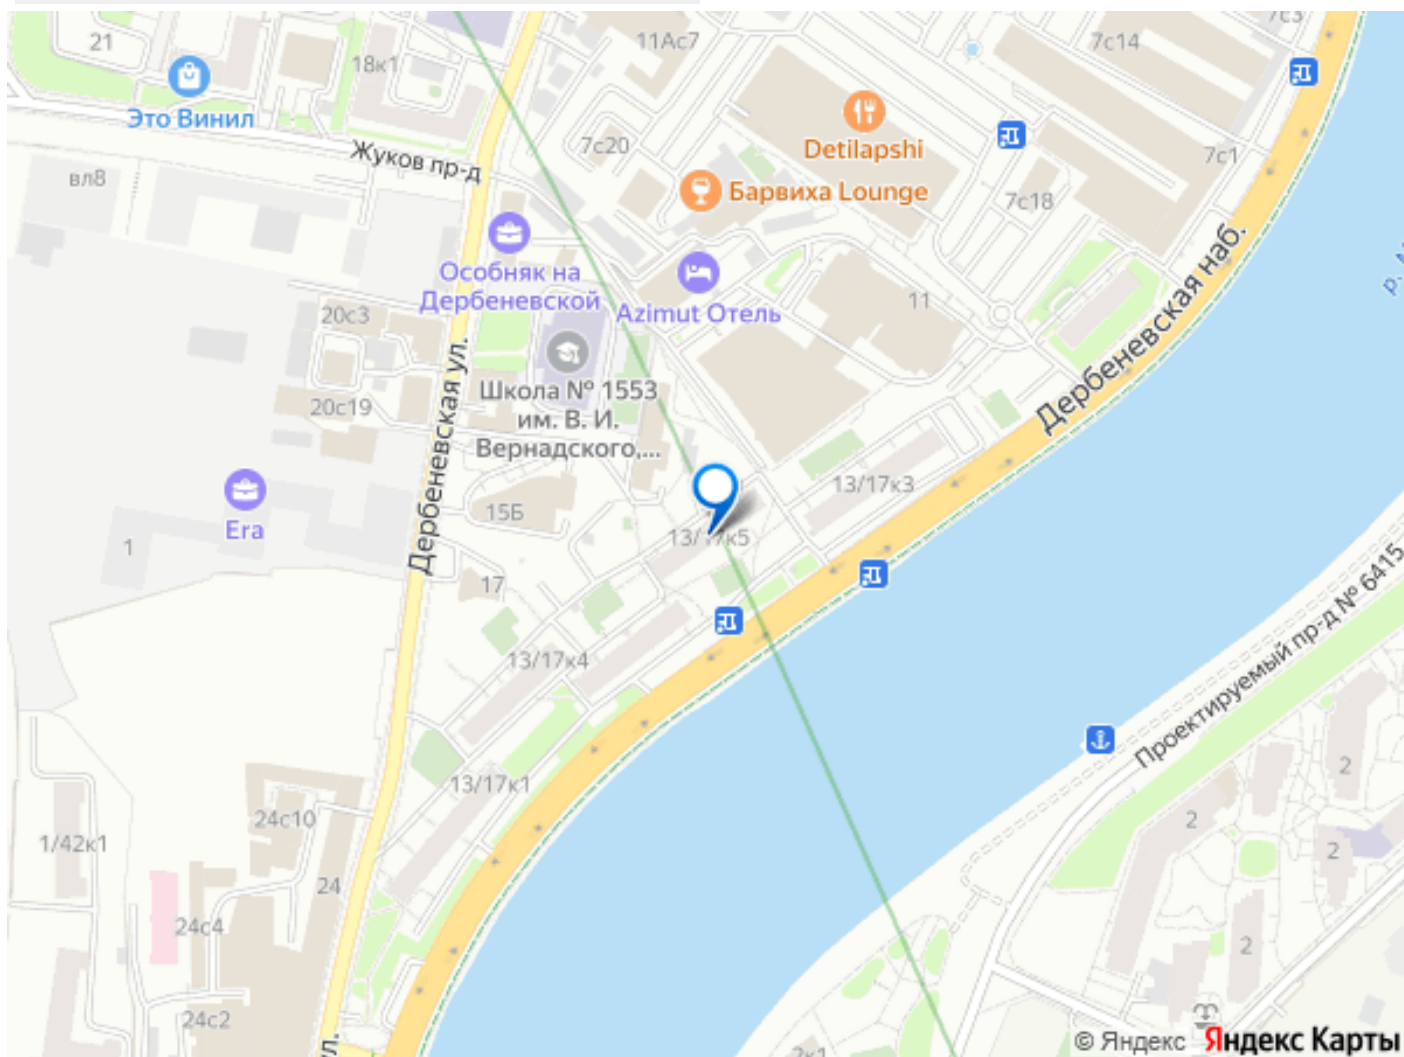 21
11Ас7
7с3
7с14
18к1
Это Винил
Detilapshi
7с20
Жуков пр-д
7с1
вл8
Барвиха Lounge
7с18
Особняк на
Дербеневской
Azimut Отель
11
20с3
Дербеневская наб.
Школа № 1553
им. В. И.
Вернадского,...
20с19
Дербеневская ул.
13/17к3
Era
15Б
13/17к5
1
17
Проектируемый пр-д № 6415
13/17к4
13/17к1
2
2
2
2
24с10
1/42к1
24
24с4
24с2
ул.
2к1
© Яндекс Яндекс Карты